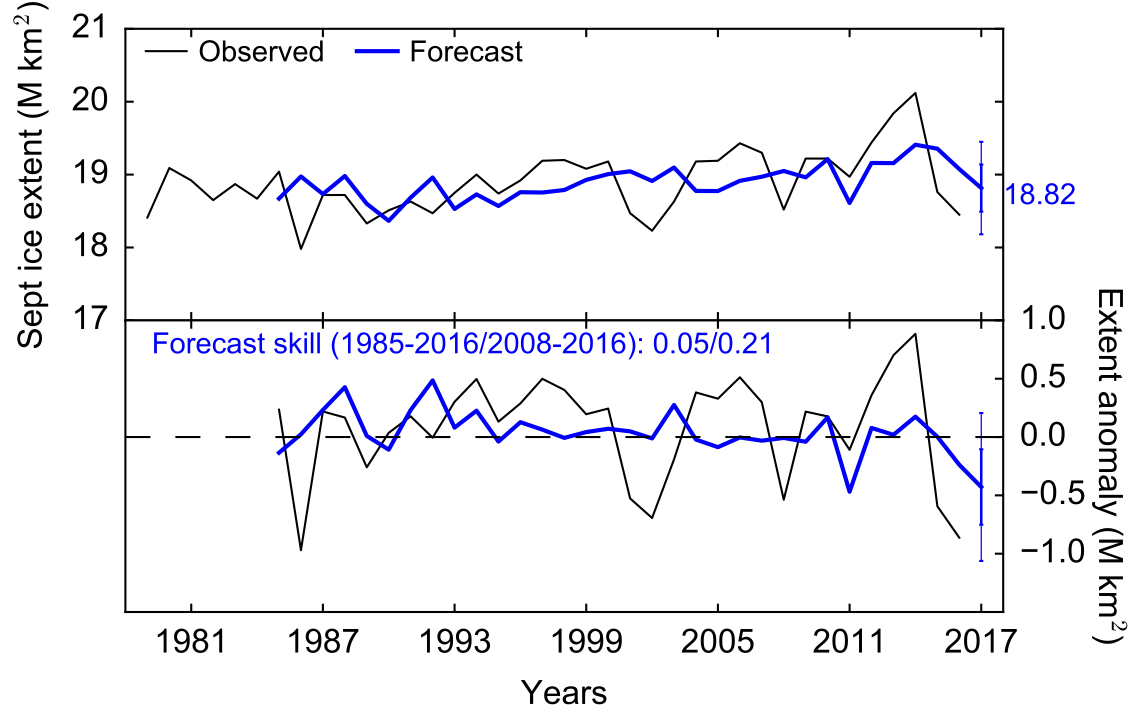 Sept ice extent (M km²)
21
20
19
18
17
Observed Forecast
18.82
Forecast skill (1985-2016/2008-2016): 0.05/0.21
1.0
0.5
0.0
−0.5
−1.0
Extent anomaly (M km²)
1981 1987 1993 1999 2005 2011 2017
Years